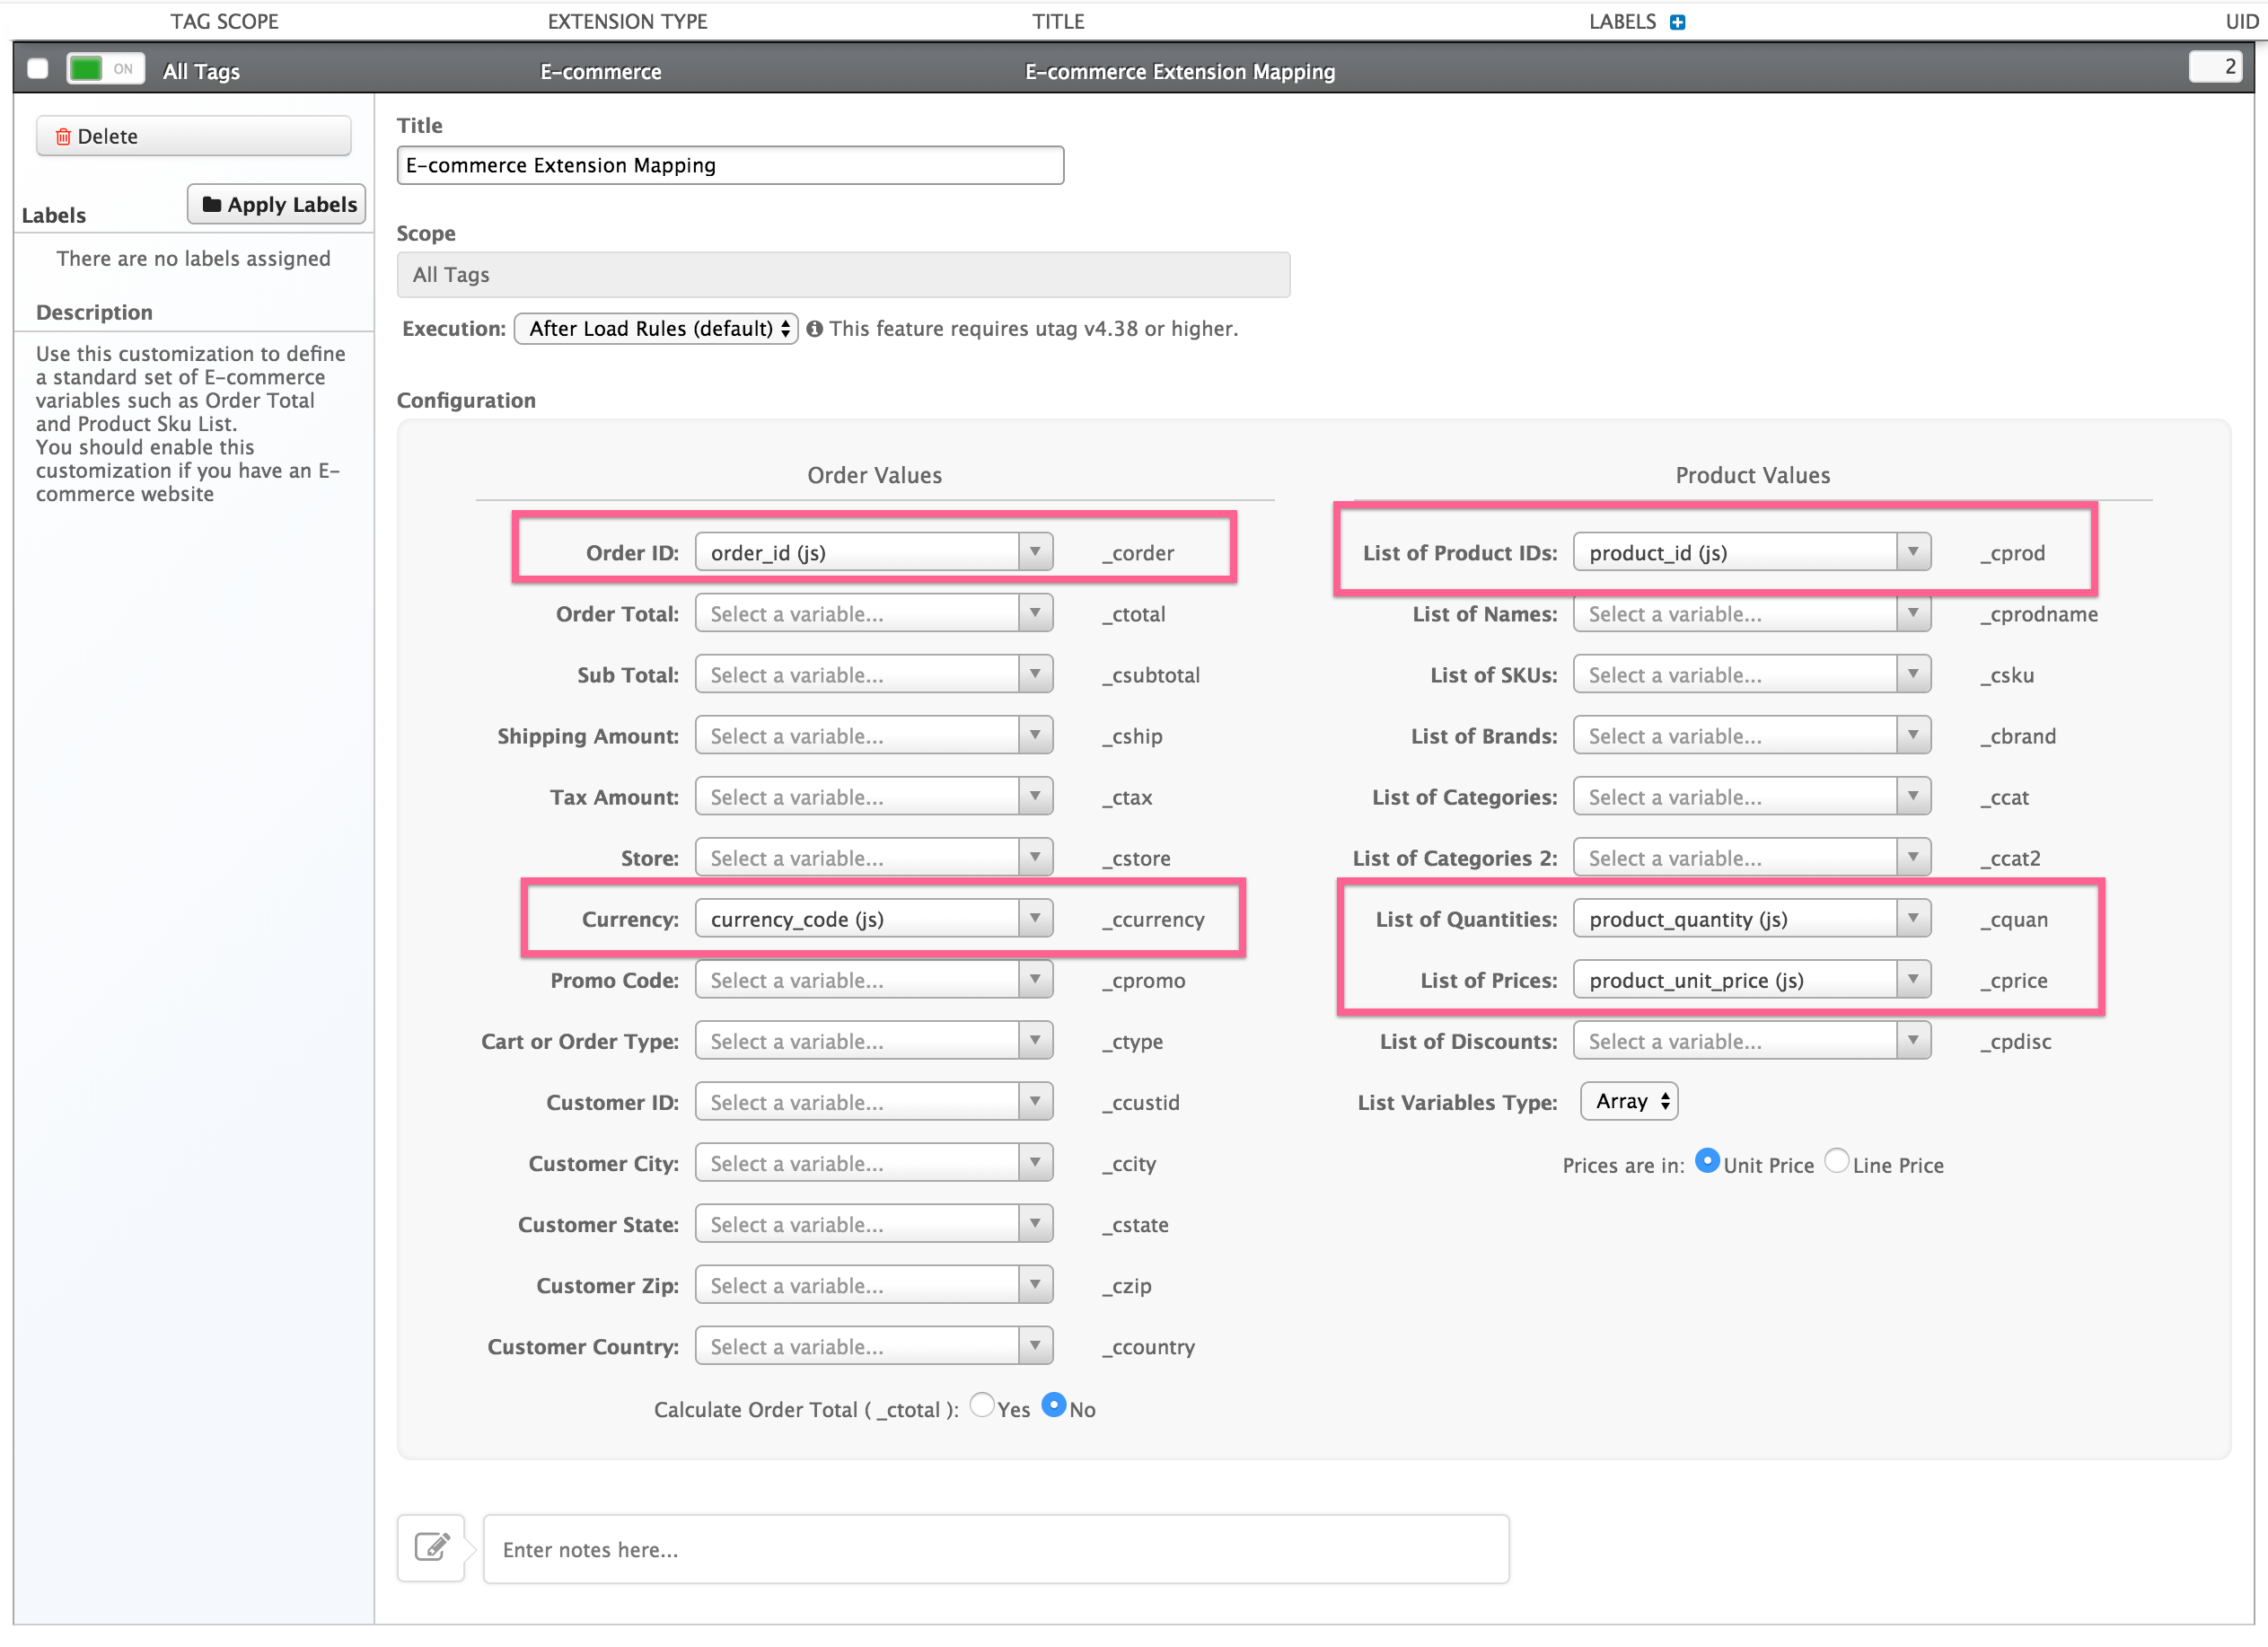 TAG SCOPE EXTENSION TYPE TITLE LABELS UID
ON All Tags E-commerce E-commerce Extension Mapping 2
Delete
Labels Apply Labels
There are no labels assigned
Description
Use this customization to define
a standard set of E-commerce
variables such as Order Total
and Product Sku List.
You should enable this
customization if you have an E-
commerce website
Title
E-commerce Extension Mapping
Scope
All Tags
Execution: After Load Rules (default) This feature requires utag v4.38 or higher.
Configuration
Order Values
Order ID: order_id (js) _corder
Order Total: Select a variable... _ctotal
Sub Total: Select a variable... _csubtotal
Shipping Amount: Select a variable... _cship
Tax Amount: Select a variable... _ctax
Store: Select a variable... _cstore
Currency: currency_code (js) _ccurrency
Promo Code: Select a variable... _cpromo
Cart or Order Type: Select a variable... _ctype
Customer ID: Select a variable... _ccustid
Customer City: Select a variable... _ccity
Customer State: Select a variable... _cstate
Customer Zip: Select a variable... _czip
Customer Country: Select a variable... _ccountry
Calculate Order Total ( _ctotal ): Yes No
Product Values
List of Product IDs: product_id (js) _cprod
List of Names: Select a variable... _cprodname
List of SKUs: Select a variable... _csku
List of Brands: Select a variable... _cbrand
List of Categories: Select a variable... _ccat
List of Categories 2: Select a variable... _ccat2
List of Quantities: product_quantity (js) _cquan
List of Prices: product_unit_price (js) _cprice
List of Discounts: Select a variable... _cpdisc
List Variables Type: Array
Prices are in: Unit Price Line Price
Enter notes here...